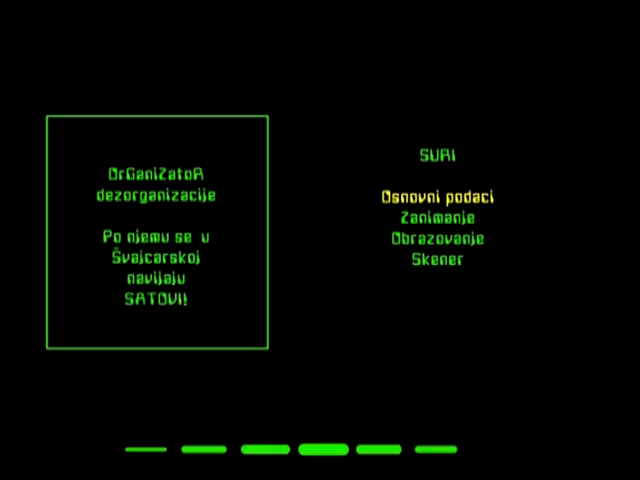 OrGaniZatoR
dezorganizacije
Po njemu se u
Švajcarskoj
navijaju
SATOVI!
SURI
Osnovni podaci
Zanimanje
Obrazovanje
Skener